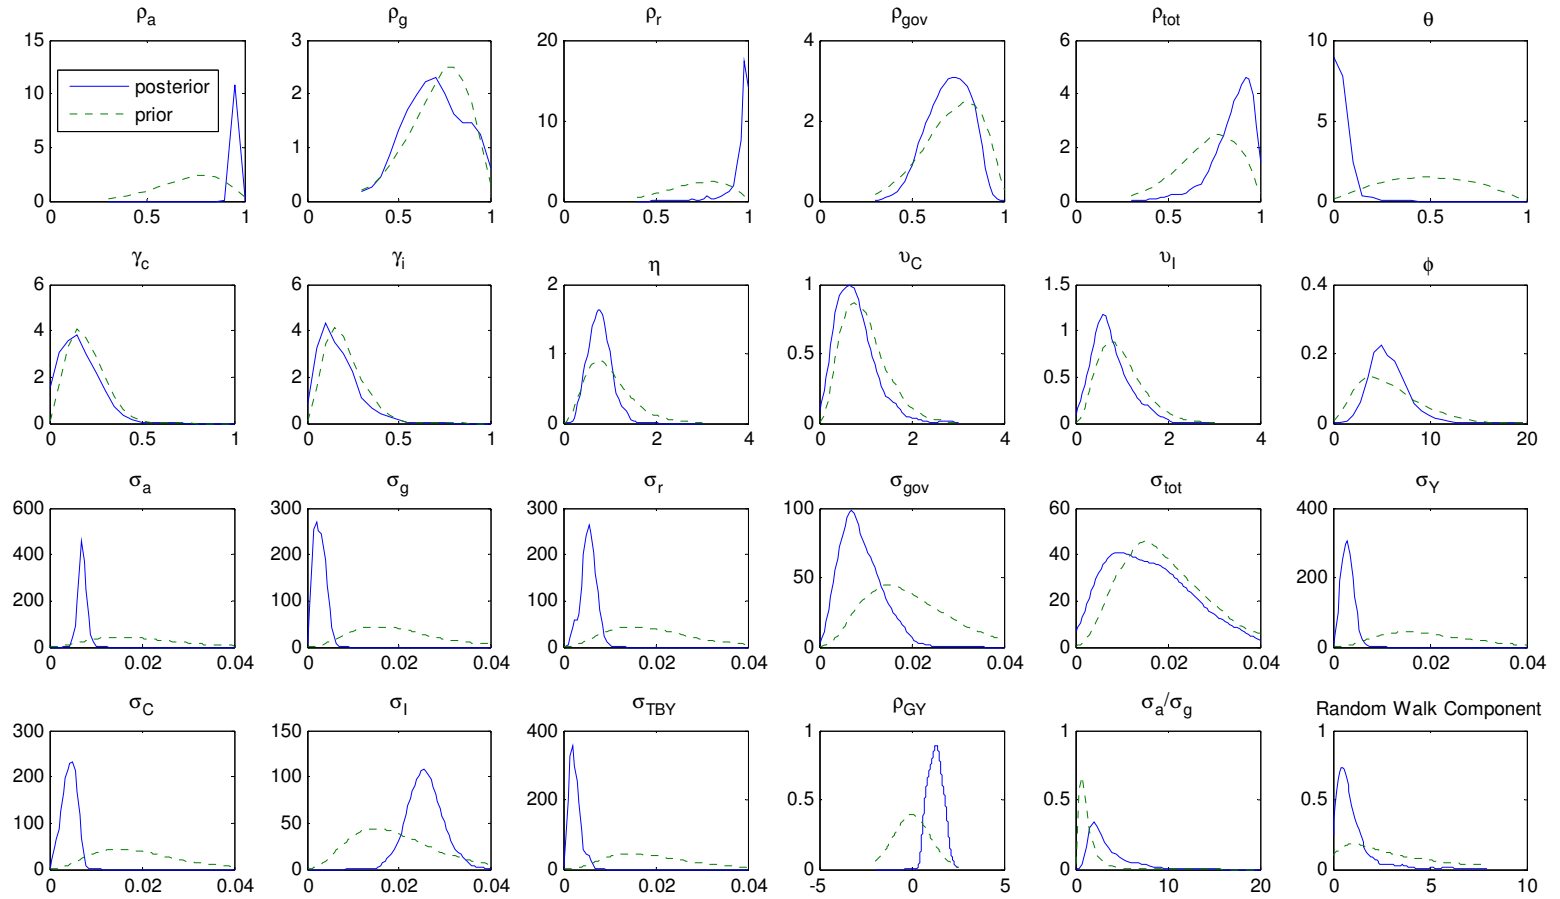 ρa ρg ρr ρgov ρtot θ
15 3 20 4 6 10
posterior
prior
10 2 10 2 4 5
5 1 2
0 0 0 0 0 0
0 0.5 1 0 0.5 1 0 0.5 1 0 0.5 1 0 0.5 1 0 0.5 1
γc γi η υC υI ϕ
6 6 2 1 1.5 0.4
4 4 1 0.5 1 0.2
2 2 0.5
0 0 0 0 0 0
0 0.5 1 0 0.5 1 0 2 4 0 2 4 0 2 4 0 10 20
σa σg σr σgov σtot σY
600 300 300 100 60 400
400 200 200 50 40 200
200 100 100 20
0 0 0 0 0 0
0 0.02 0.04 0 0.02 0.04 0 0.02 0.04 0 0.02 0.04 0 0.02 0.04 0 0.02 0.04
σC σI σTBY ρGY σa/σg Random Walk Component
300 150 400 1 1 1
200 100 200 0.5 0.5 0.5
100 50
0 0 0 0 0 0
0 0.02 0.04 0 0.02 0.04 0 0.02 0.04 -5 0 5 0 10 20 0 5 10